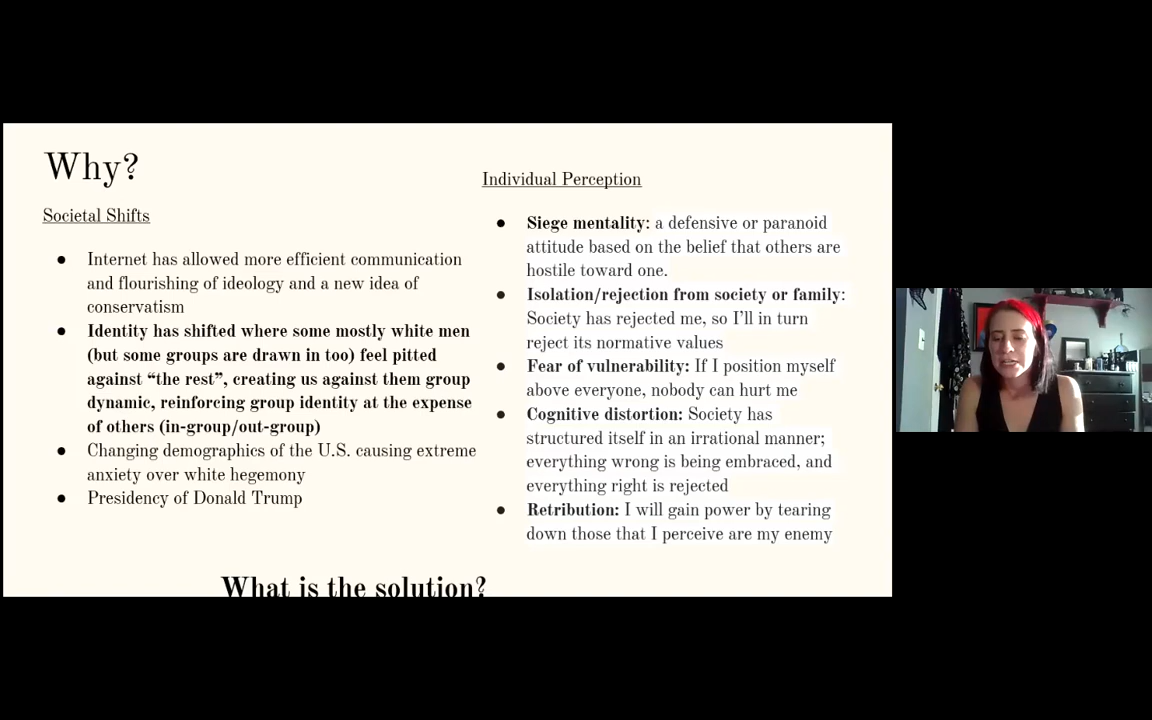 Why?
Societal Shifts
● Internet has allowed more efficient communication
and flourishing of ideology and a new idea of
conservatism
● Identity has shifted where some mostly white men
(but some groups are drawn in too) feel pitted
against “the rest”, creating us against them group
dynamic, reinforcing group identity at the expense
of others (in-group/out-group)
● Changing demographics of the U.S. causing extreme
anxiety over white hegemony
● Presidency of Donald Trump
Individual Perception
● Siege mentality: a defensive or paranoid
attitude based on the belief that others are
hostile toward one.
● Isolation/rejection from society or family:
Society has rejected me, so I’ll in turn
reject its normative values
● Fear of vulnerability: If I position myself
above everyone, nobody can hurt me
● Cognitive distortion: Society has
structured itself in an irrational manner;
everything wrong is being embraced, and
everything right is rejected
● Retribution: I will gain power by tearing
down those that I perceive are my enemy
What is the solution?